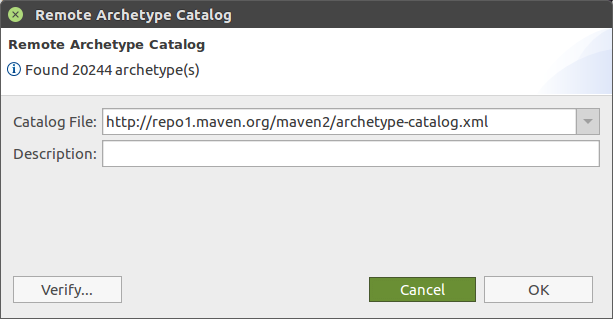 Remote Archetype Catalog
Remote Archetype Catalog
Found 20244 archetype(s)
Catalog File: http://repo1.maven.org/maven2/archetype-catalog.xml
Description:
Verify... Cancel OK